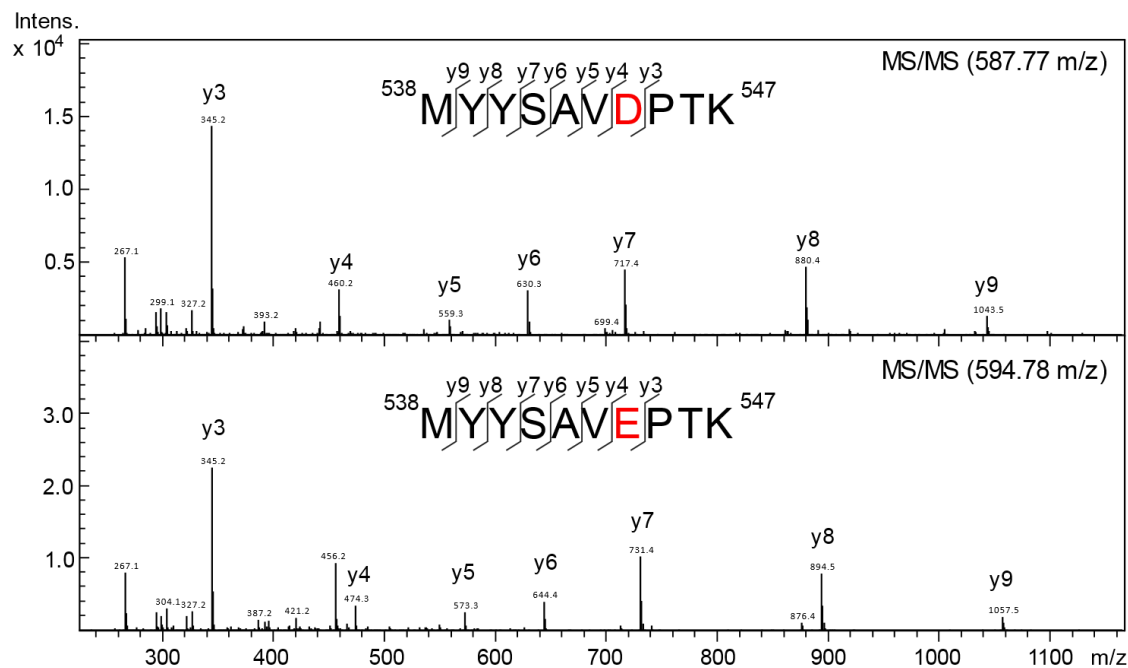 Intens.
x 10⁴
MS/MS (587.77 m/z)
y9 y8 y7 y6 y5 y4 y3
538 MYYSAVDPTK 547
1.5
1.0
0.5
y3
345.2
267.1
299.1
327.2
393.2
y4
460.2
y5
559.3
y6
630.3
699.4
y7
717.4
y8
880.4
y9
1043.5
MS/MS (594.78 m/z)
y9 y8 y7 y6 y5 y4 y3
538 MYYSAVEPTK 547
3.0
2.0
1.0
y3
345.2
267.1
304.1
327.2
387.2
421.2
456.2
y4
474.3
y5
573.3
y6
644.4
y7
731.4
876.4
y8
894.5
y9
1057.5
300 400 500 600 700 800 900 1000 1100 m/z